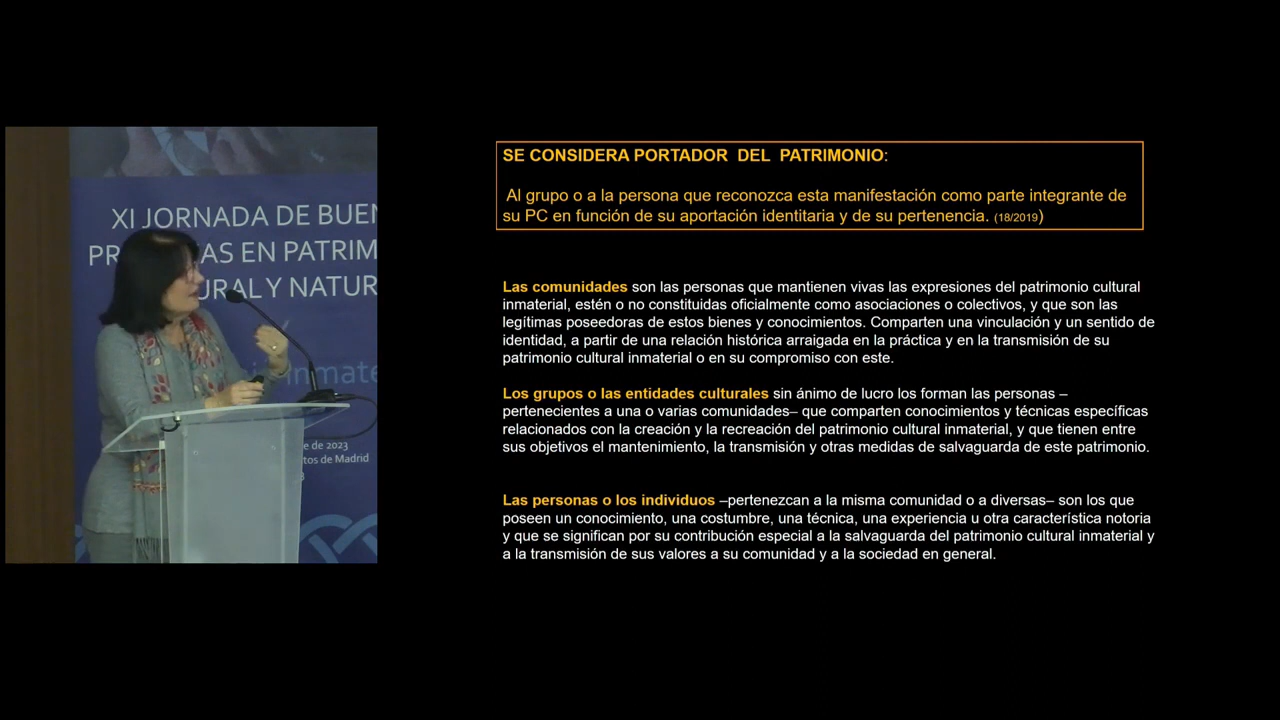 XI JORNADA DE BUEN
PR AS EN PATRIM
URAL Y NATUR
nmate
e de 2023
tos de Madrid
3
SE CONSIDERA PORTADOR DEL PATRIMONIO:
Al grupo o a la persona que reconozca esta manifestación como parte integrante de
su PC en función de su aportación identitaria y de su pertenencia. (18/2019)
Las comunidades son las personas que mantienen vivas las expresiones del patrimonio cultural
inmaterial, estén o no constituidas oficialmente como asociaciones o colectivos, y que son las
legítimas poseedoras de estos bienes y conocimientos. Comparten una vinculación y un sentido de
identidad, a partir de una relación histórica arraigada en la práctica y en la transmisión de su
patrimonio cultural inmaterial o en su compromiso con este.
Los grupos o las entidades culturales sin ánimo de lucro los forman las personas –
pertenecientes a una o varias comunidades– que comparten conocimientos y técnicas específicas
relacionados con la creación y la recreación del patrimonio cultural inmaterial, y que tienen entre
sus objetivos el mantenimiento, la transmisión y otras medidas de salvaguarda de este patrimonio.
Las personas o los individuos –pertenezcan a la misma comunidad o a diversas– son los que
poseen un conocimiento, una costumbre, una técnica, una experiencia u otra característica notoria
y que se significan por su contribución especial a la salvaguarda del patrimonio cultural inmaterial y
a la transmisión de sus valores a su comunidad y a la sociedad en general.